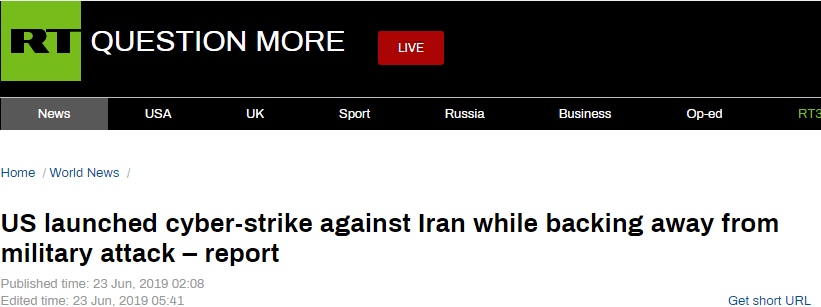 RT QUESTION MORE LIVE
News USA UK Sport Russia Business Op-ed RT3
Home / World News /
US launched cyber-strike against Iran while backing away from
military attack – report
Published time: 23 Jun, 2019 02:08
Edited time: 23 Jun, 2019 05:41 Get short URL